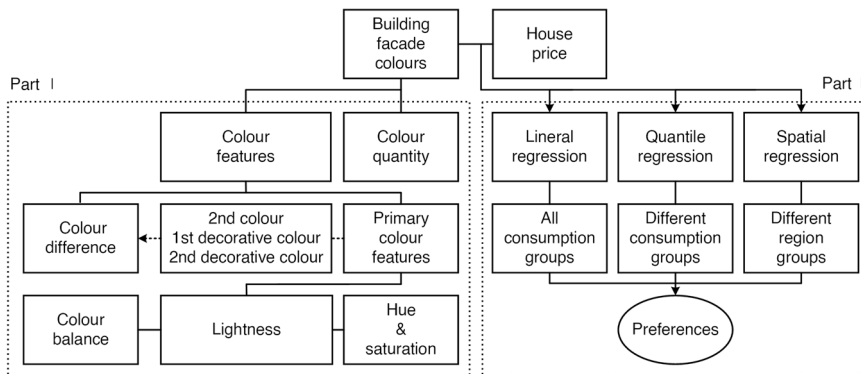 Building
facade
colours
House
price
Part I
Part
Colour
features
Colour
quantity
Lineral
regression
Quantile
regression
Spatial
regression
Colour
difference
2nd colour
1st decorative colour
2nd decorative colour
Primary
colour
features
All
consumption
groups
Different
consumption
groups
Different
region
groups
Colour
balance
Lightness
Hue
&
saturation
Preferences